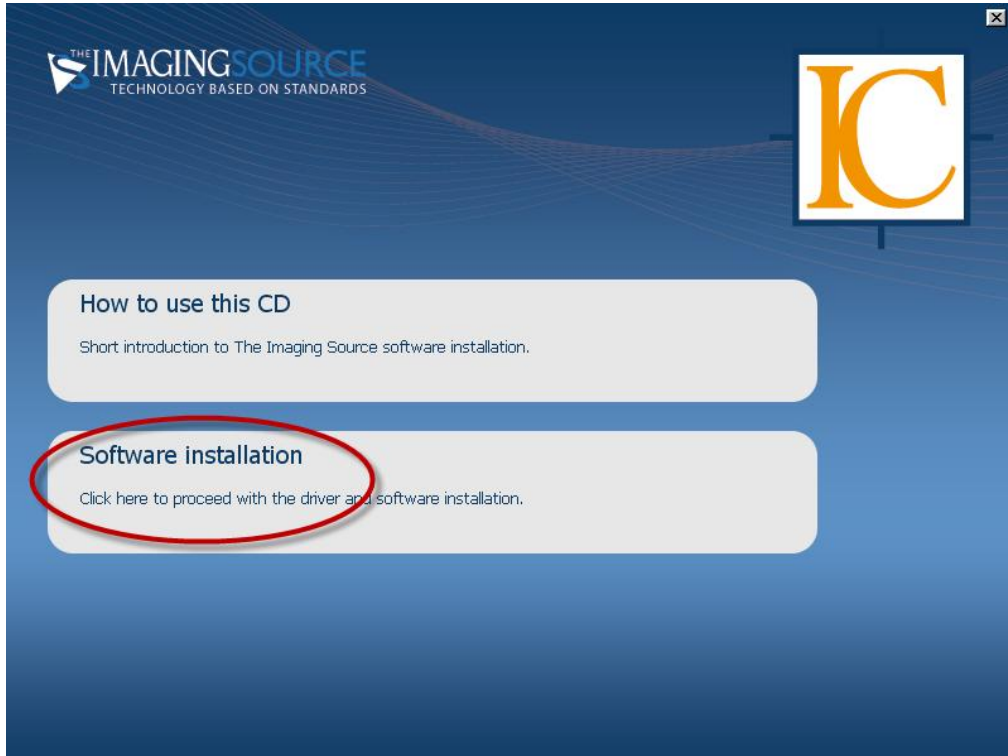 THE IMAGINGSOURCE
TECHNOLOGY BASED ON STANDARDS
IC
How to use this CD
Short introduction to The Imaging Source software installation.
Software installation
Click here to proceed with the driver and software installation.